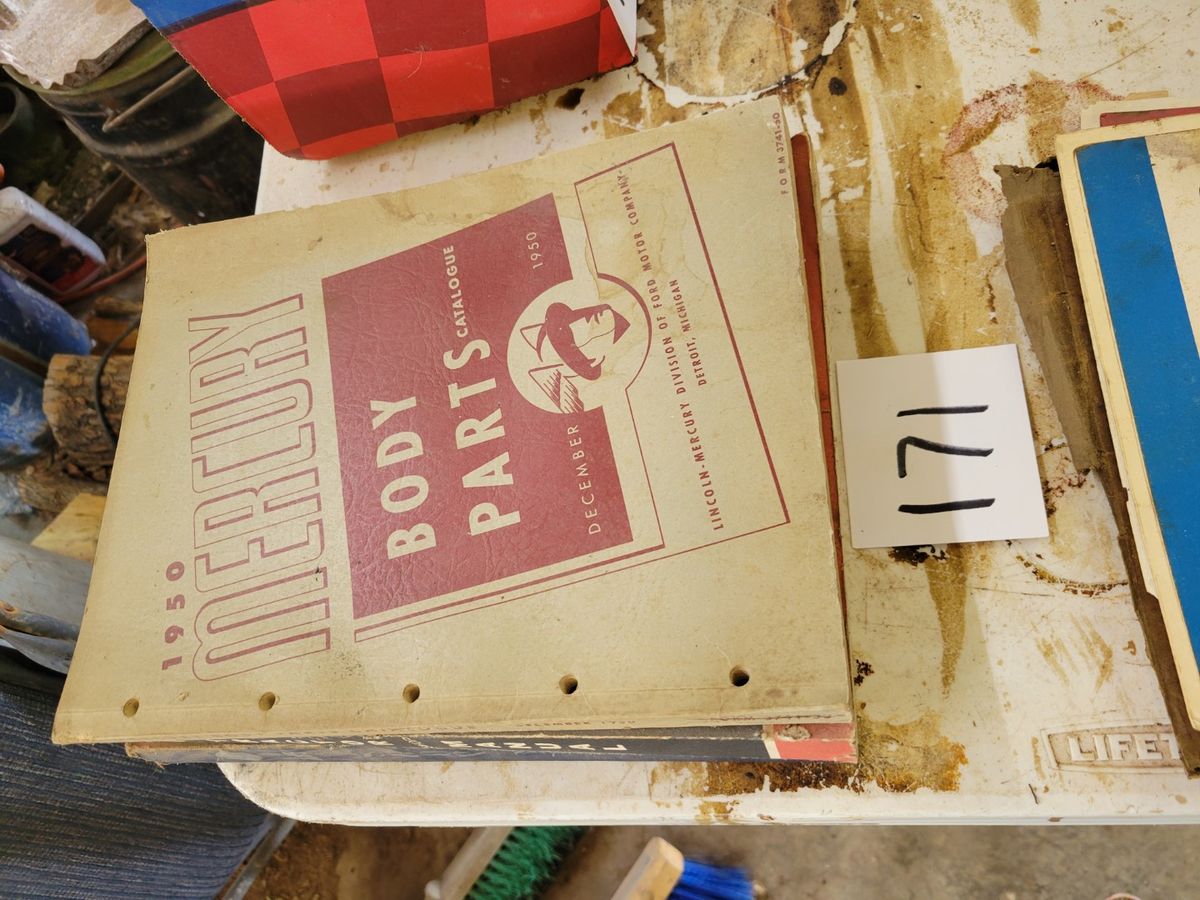 FORM 3741-50
1950
MERCURY
BODY
PARTS CATALOGUE
DECEMBER 1950
LINCOLN-MERCURY DIVISION OF FORD MOTOR COMPANY-
DETROIT, MICHIGAN
MANUAL
171